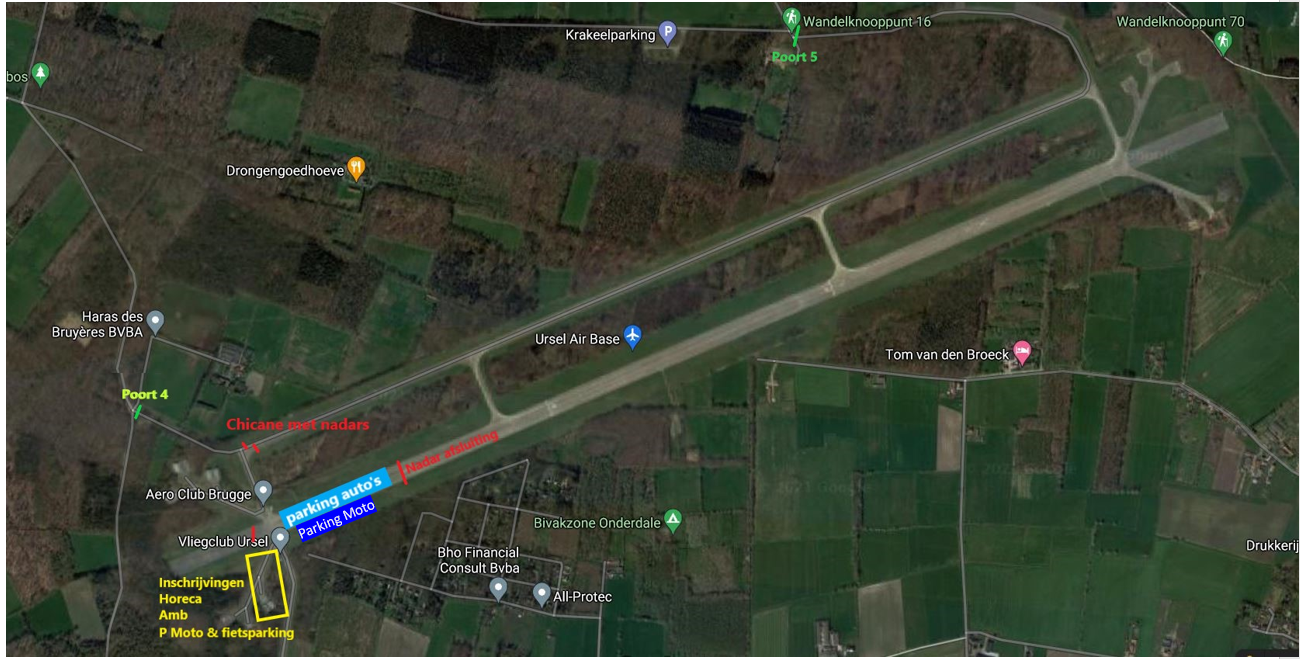 Wandelknooppunt 16
Wandelknooppunt 70
Krakeelparking
P
Poort 5
bos
Drongengoedhoeve
Haras des
Bruyères BVBA
Ursel Air Base
Tom van den Broeck
Poort 4
Chicane met nadars
Nadar afsluiting
parking auto's
Aero Club Brugge
Parking Moto
Bivakzone Onderdale
Vliegclub Ursel
Drukkerij
Bho Financial
Consult Bvba
All-Protec
Inschrijvingen
Horeca
Amb
P Moto & fietsparking